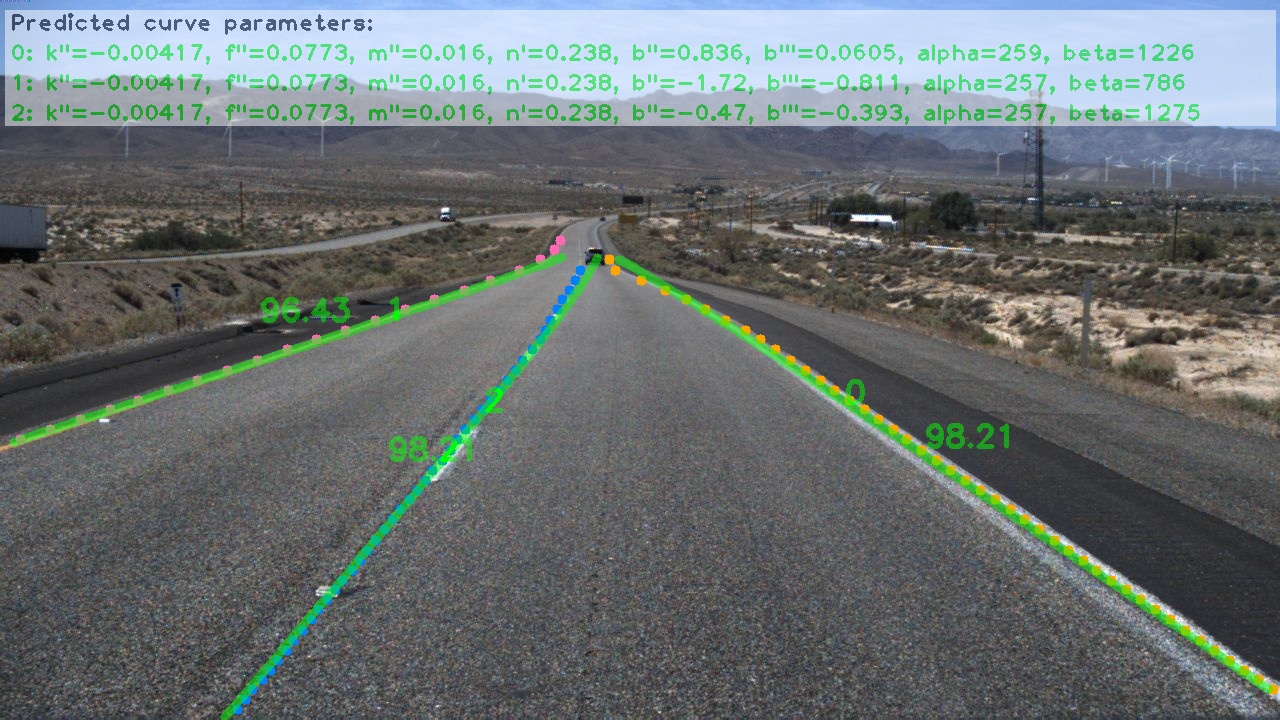 Predicted curve parameters:
0: k''=-0.00417, f''=0.0773, m''=0.016, n'=0.238, b''=0.836, b'''=0.0605, alpha=259, beta=1226
1: k''=-0.00417, f''=0.0773, m''=0.016, n'=0.238, b''=-1.72, b'''=-0.811, alpha=257, beta=786
2: k''=-0.00417, f''=0.0773, m''=0.016, n'=0.238, b''=-0.47, b'''=-0.393, alpha=257, beta=1275
96.43 1
2 0
98.21 98.21